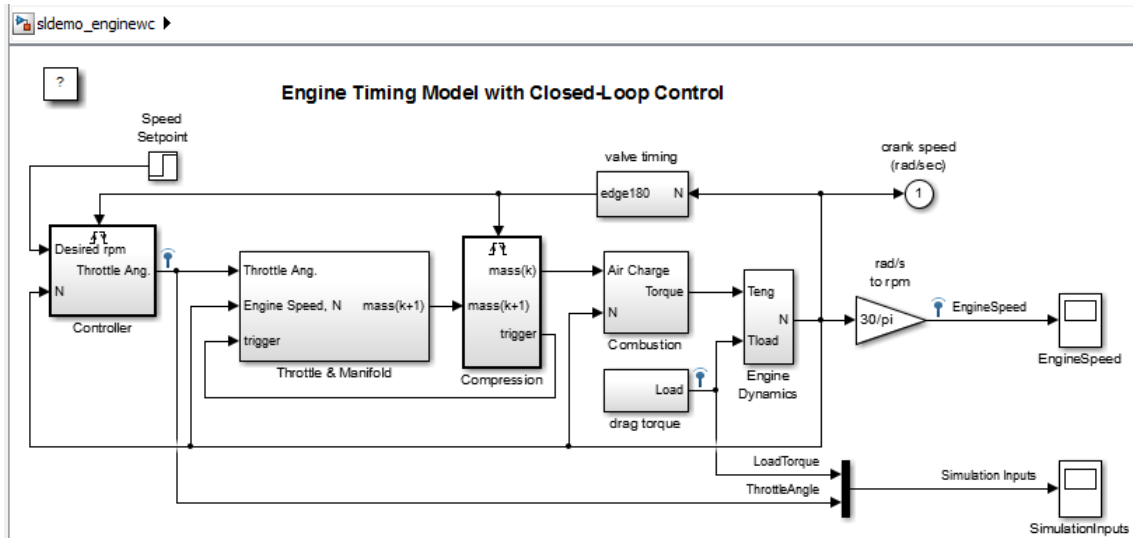 sldemo_enginewc
?
Engine Timing Model with Closed-Loop Control
Speed
Setpoint
valve timing
edge180 N
crank speed
(rad/sec)
1
Desired rpm
Throttle Ang.
N
Controller
Throttle Ang.
Engine Speed, N
mass(k+1)
trigger
Throttle & Manifold
mass(k)
mass(k+1)
trigger
Compression
Air Charge
Torque
N
Combustion
Load
drag torque
Teng
N
Tload
Engine
Dynamics
rad/s
to rpm
30/pi
EngineSpeed
EngineSpeed
LoadTorque
ThrottleAngle
Simulation Inputs
SimulationInputs